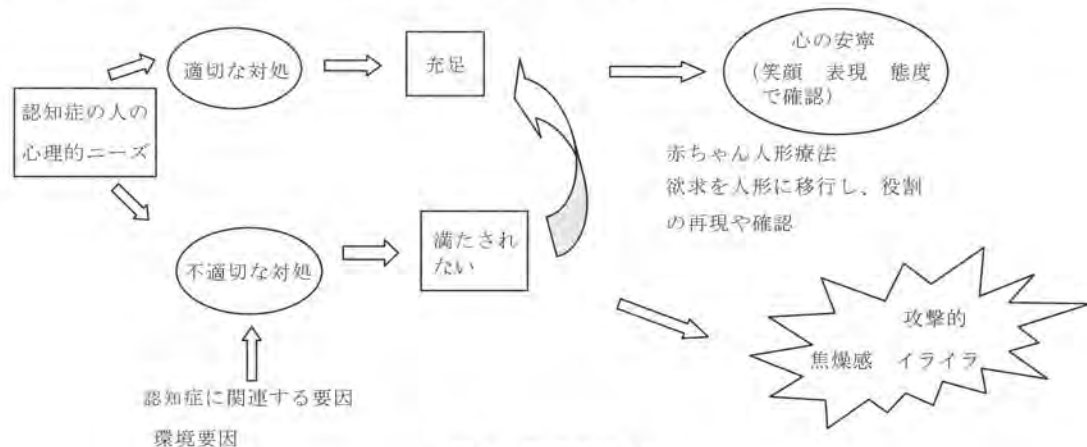 適切な対処
充足
心の安寧
（笑顔　表現　態度
で確認）
認知症の人の
心理的ニーズ
赤ちゃん人形療法
欲求を人形に移行し、役割
の再現や確認
不適切な対処
満たされ
ない
攻撃的
焦燥感　イライラ
認知症に関連する要因
環境要因